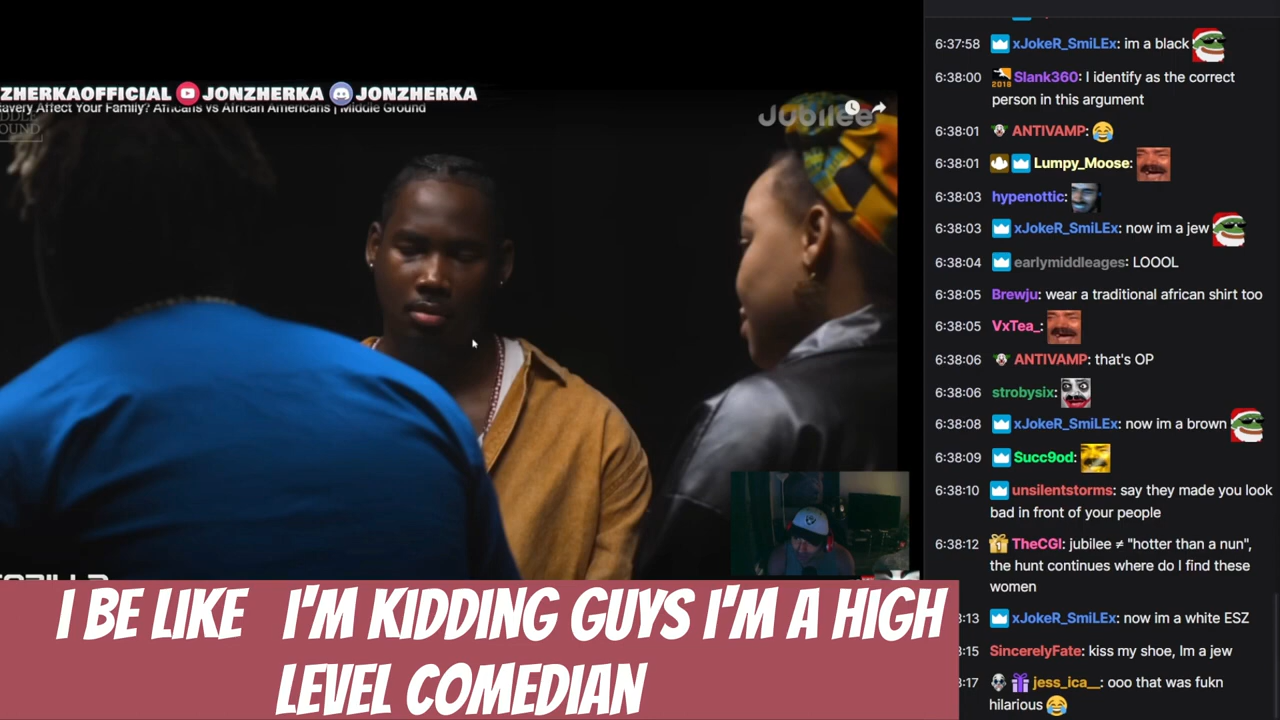 ZHERKAOFFICIAL JONZHERKA JONZHERKA
avery Affect Your Family? Africans vs African Americans | Middle Ground
Jubilee
OUND
I BE LIKE I'M KIDDING GUYS I'M A HIGH
LEVEL COMEDIAN
6:37:58 xJokeR_SmiLEx: im a black
6:38:00 2018 Slank360: I identify as the correct
person in this argument
6:38:01 ANTIVAMP:
6:38:01 Lumpy_Moose:
6:38:03 hypenottic:
6:38:03 xJokeR_SmiLEx: now im a jew
6:38:04 earlymiddleages: LOOOL
6:38:05 Brewju: wear a traditional african shirt too
6:38:05 VxTea_:
6:38:06 ANTIVAMP: that's OP
6:38:06 strobysix:
6:38:08 xJokeR_SmiLEx: now im a brown
6:38:09 Succ9od:
6:38:10 unsilentstorms: say they made you look
bad in front of your people
6:38:12 TheCGI: jubilee ≠ "hotter than a nun",
the hunt continues where do I find these
women
:13 xJokeR_SmiLEx: now im a white ESZ
:15 SincerelyFate: kiss my shoe, Im a jew
:17 jess_ica__: ooo that was fukn
hilarious